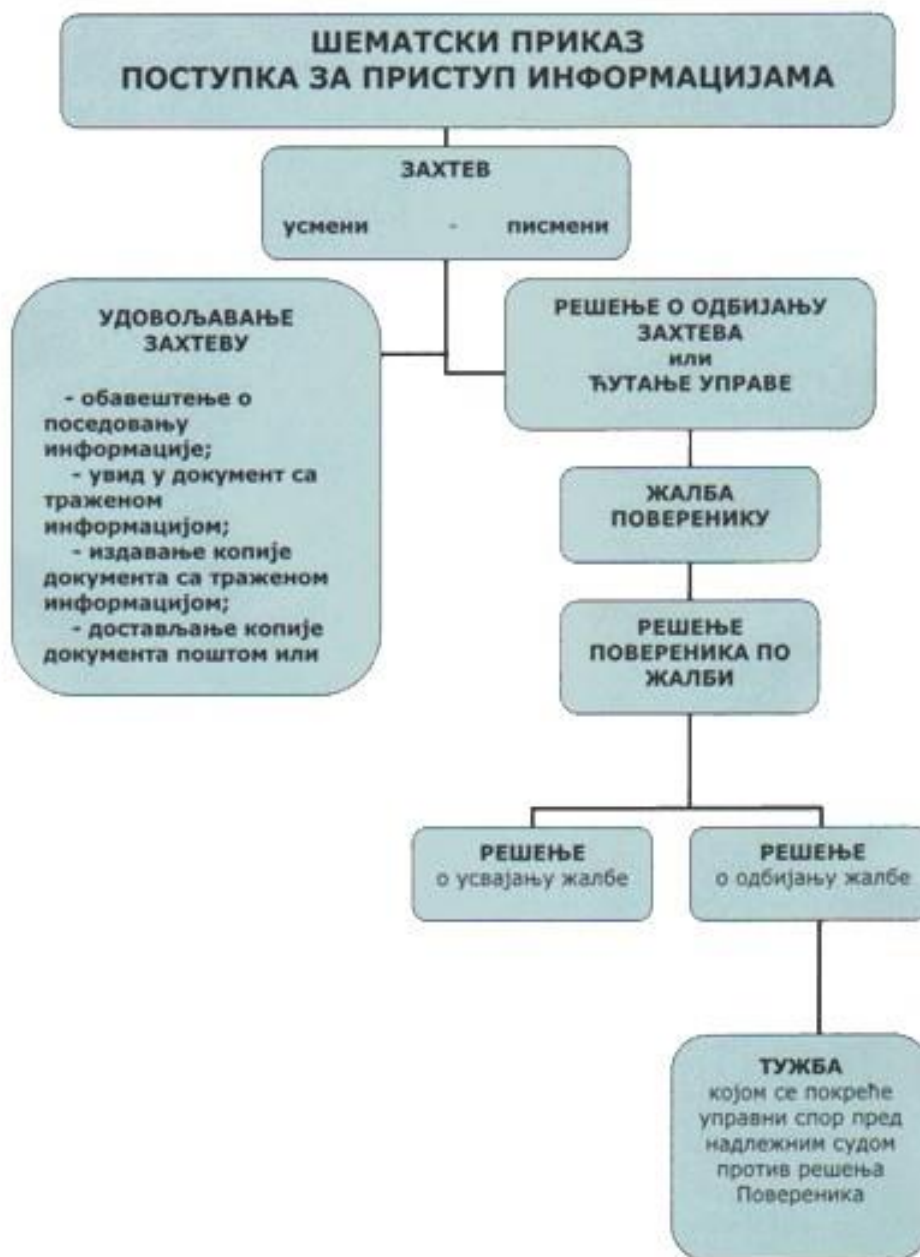 ШЕМАТСКИ ПРИКАЗ
ПОСТУПКА ЗА ПРИСТУП ИНФОРМАЦИЈАМА
ЗАХТЕВ
усмени - писмени
УДОВОЉАВАЊЕ
ЗАХТЕВУ
- обавештење о
поседовању
информације;
- увид у документ са
траженом
информацијом;
- издавање копије
документа са траженом
информацијом;
- достављање копије
документа поштом или
РЕШЕЊЕ О ОДБИЈАЊУ
ЗАХТЕВА
или
ЋУТАЊЕ УПРАВЕ
ЖАЛБА
ПОВЕРЕНИКУ
РЕШЕЊЕ
ПОВЕРЕНИКА ПО
ЖАЛБИ
РЕШЕЊЕ
о усвајању жалбе
РЕШЕЊЕ
о одбијању жалбе
ТУЖБА
којом се покреће
управни спор пред
надлежним судом
против решења
Повереника